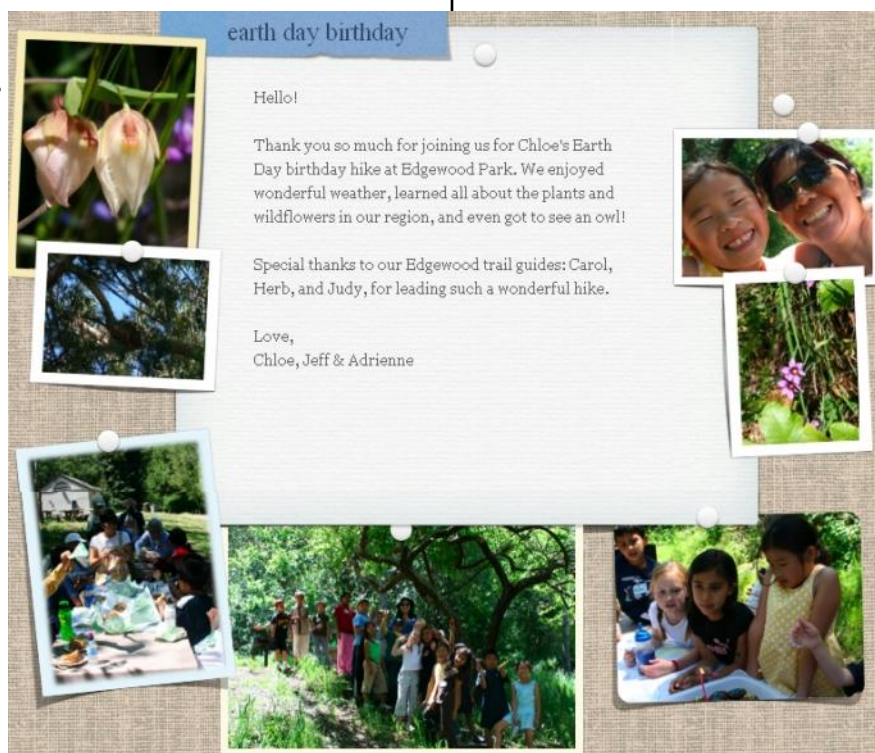 earth day birthday
Hello!
Thank you so much for joining us for Chloe's Earth
Day birthday hike at Edgewood Park. We enjoyed
wonderful weather, learned all about the plants and
wildflowers in our region, and even got to see an owl!
Special thanks to our Edgewood trail guides: Carol,
Herb, and Judy, for leading such a wonderful hike.
Love,
Chloe, Jeff & Adrienne